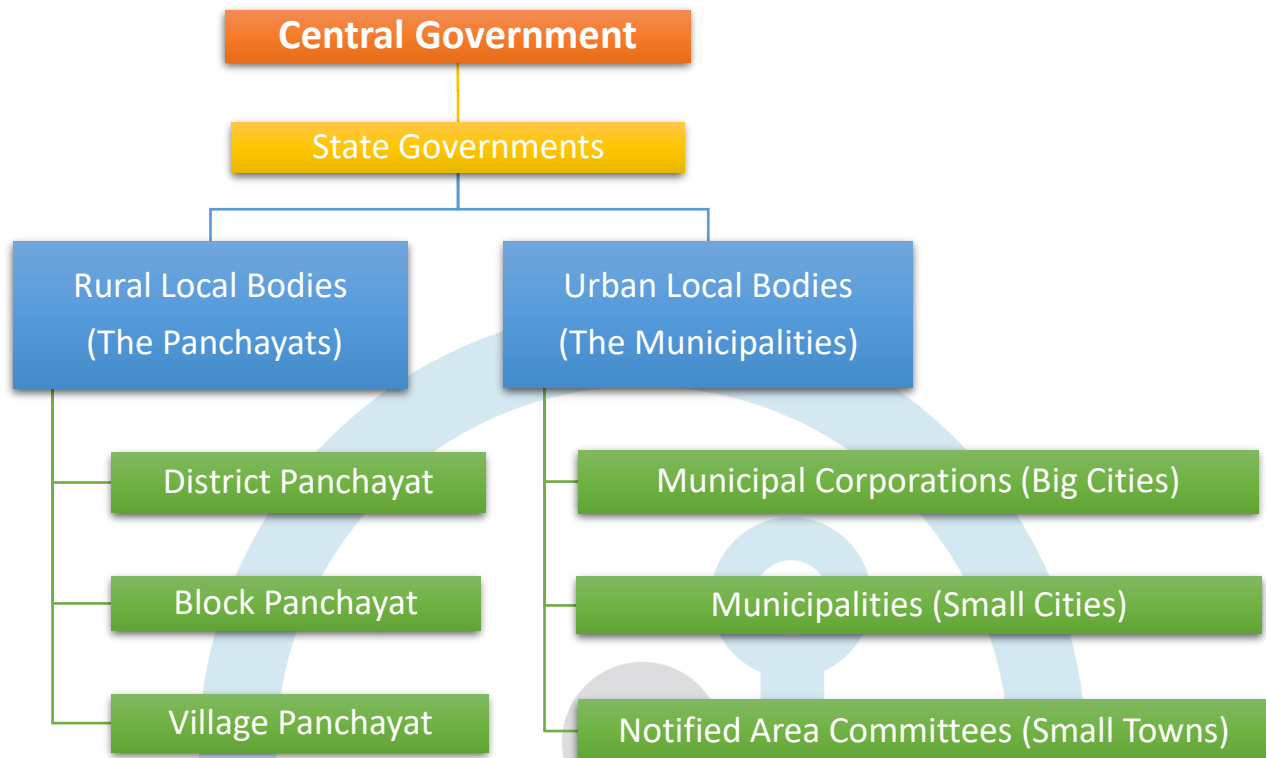 Central Government
State Governments
Rural Local Bodies
(The Panchayats)
Urban Local Bodies
(The Municipalities)
District Panchayat
Block Panchayat
Village Panchayat
Municipal Corporations (Big Cities)
Municipalities (Small Cities)
Notified Area Committees (Small Towns)